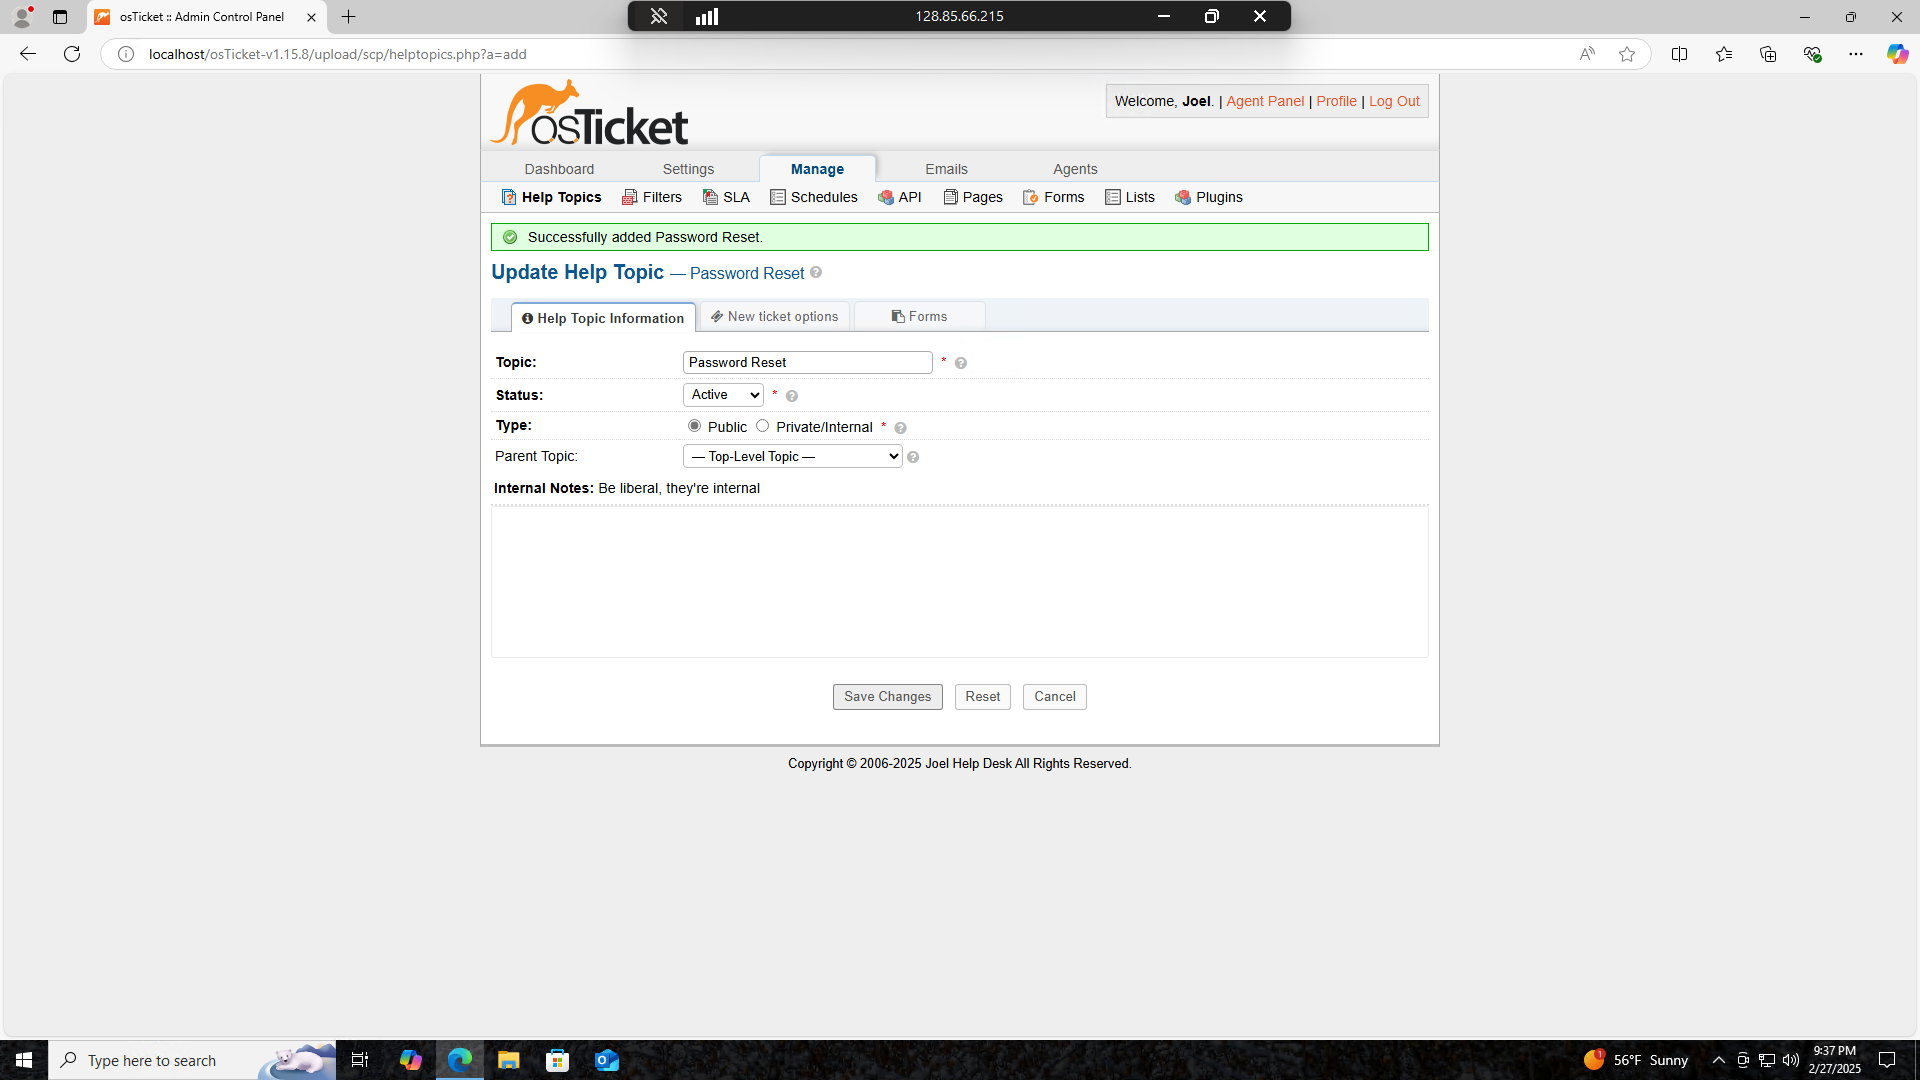 osTicket :: Admin Control Panel
128.85.66.215
localhost/osTicket-v1.15.8/upload/scp/helptopics.php?a=add
osTicket
Welcome, Joel. | Agent Panel | Profile | Log Out
Dashboard Settings Manage Emails Agents
Help Topics Filters SLA Schedules API Pages Forms Lists Plugins
Successfully added Password Reset.
Update Help Topic — Password Reset
Help Topic Information New ticket options Forms
Topic: Password Reset *
Status: Active *
Type: Public Private/Internal *
Parent Topic: — Top-Level Topic —
Internal Notes: Be liberal, they're internal
Save Changes Reset Cancel
Copyright © 2006-2025 Joel Help Desk All Rights Reserved.
Type here to search
1 56°F Sunny
9:37 PM
2/27/2025